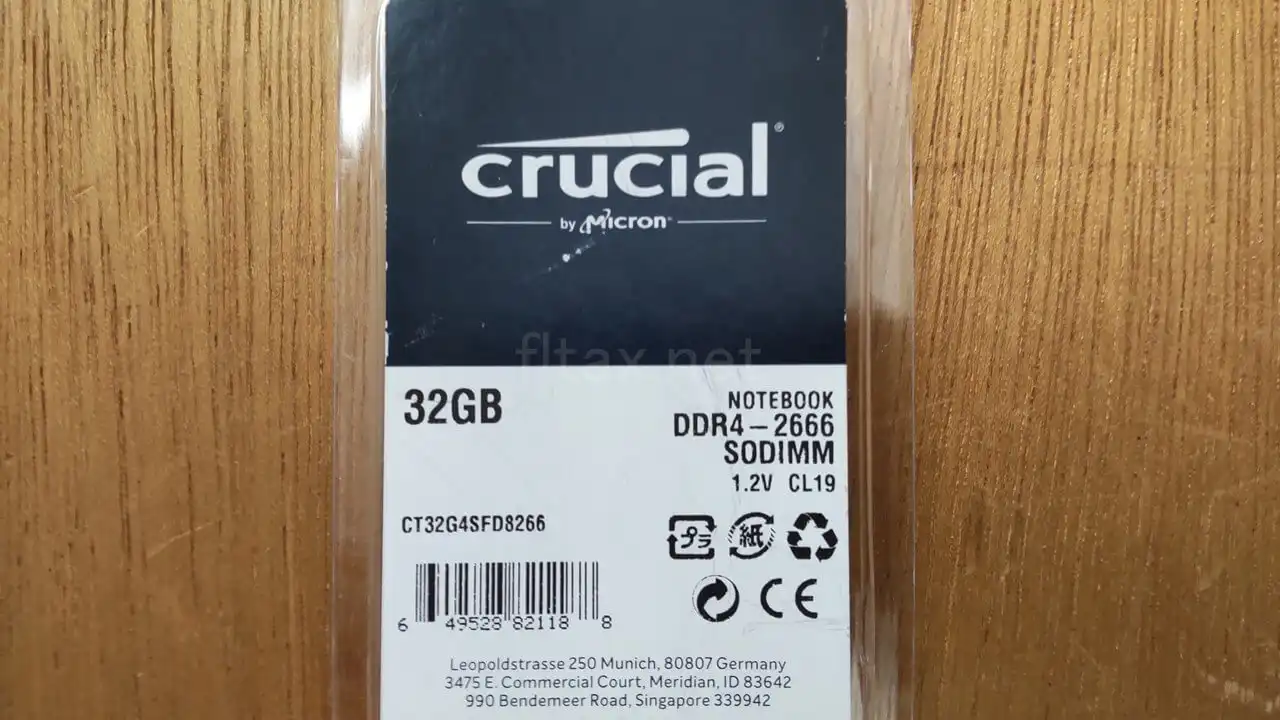 crucial®
by Micron
fltax.net
32GB
NOTEBOOK
DDR4-2666
SODIMM
1.2V CL19
CT32G4SFD8266
プラ
紙
CE
6 49528 82118 8
Leopoldstrasse 250 Munich, 80807 Germany
3475 E. Commercial Court, Meridian, ID 83642
990 Bendemeer Road, Singapore 339942